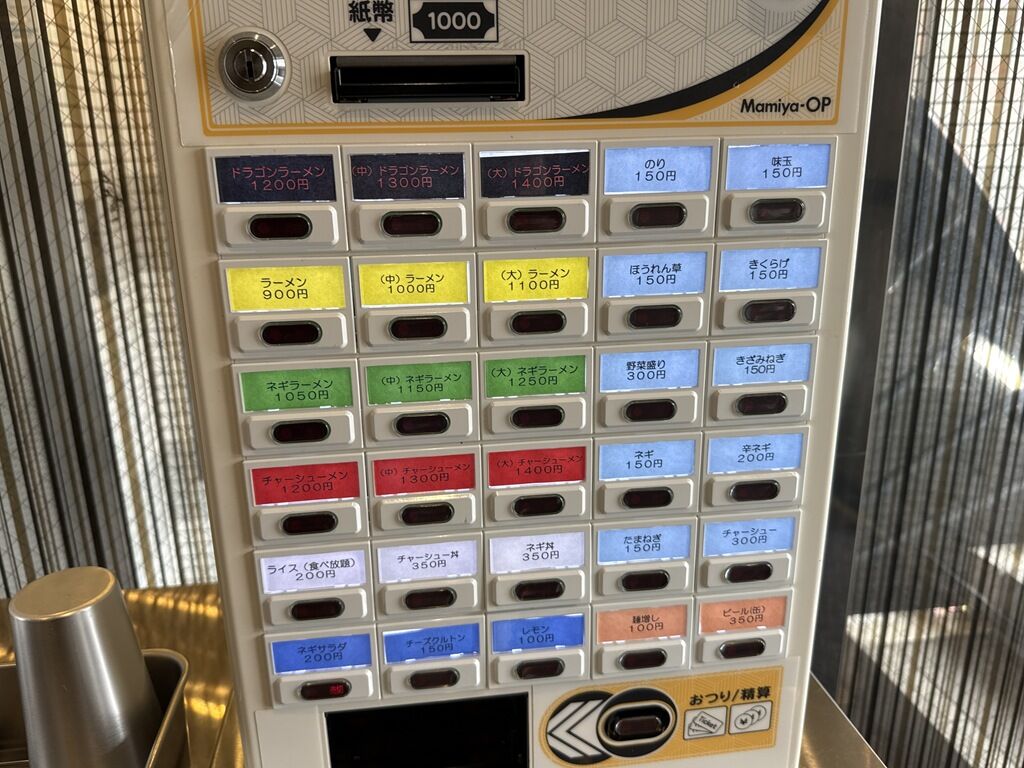 紙幣
1000
Mamiya-OP
ドラゴンラーメン
1200円
(中) ドラゴンラーメン
1300円
(大) ドラゴンラーメン
1400円
のり
150円
味玉
150円
ラーメン
900円
(中) ラーメン
1000円
(大) ラーメン
1100円
ほうれん草
150円
きくらげ
150円
ネギラーメン
1050円
(中) ネギラーメン
1150円
(大) ネギラーメン
1250円
野菜盛り
300円
きざみねぎ
150円
チャーシューメン
1200円
(中) チャーシューメン
1300円
(大) チャーシューメン
1400円
ネギ
150円
辛ネギ
200円
ライス (食べ放題)
200円
チャーシュー丼
350円
ネギ丼
350円
たまねぎ
150円
チャーシュー
300円
ネギサラダ
200円
チーズクルトン
150円
レモン
100円
麺増し
100円
ビール(缶)
350円
おつり/精算
Ticket